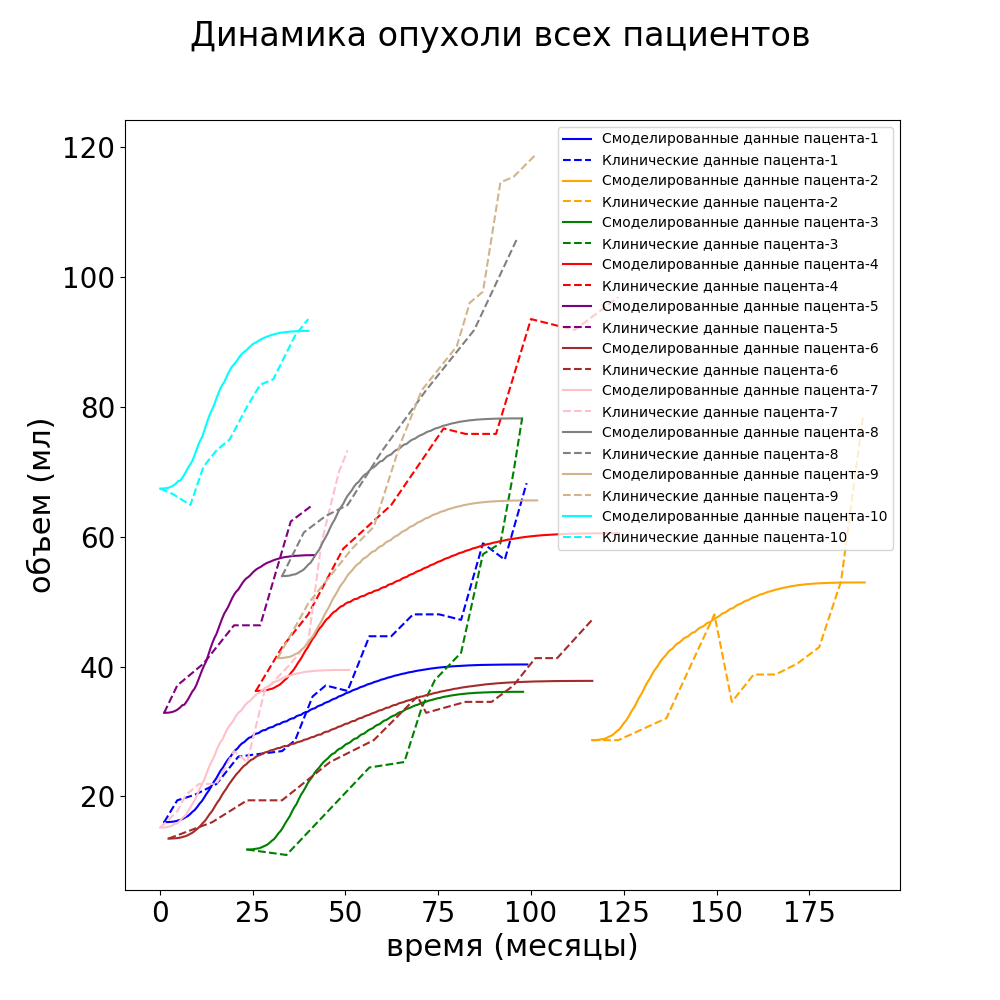 Динамика опухоли всех пациентов
объем (мл)
120
100
80
60
40
20
Смоделированные данные пацента-1
Клинические данные пацента-1
Смоделированные данные пацента-2
Клинические данные пацента-2
Смоделированные данные пацента-3
Клинические данные пацента-3
Смоделированные данные пацента-4
Клинические данные пацента-4
Смоделированные данные пацента-5
Клинические данные пацента-5
Смоделированные данные пацента-6
Клинические данные пацента-6
Смоделированные данные пацента-7
Клинические данные пацента-7
Смоделированные данные пацента-8
Клинические данные пацента-8
Смоделированные данные пацента-9
Клинические данные пацента-9
Смоделированные данные пацента-10
Клинические данные пацента-10
0 25 50 75 100 125 150 175
время (месяцы)